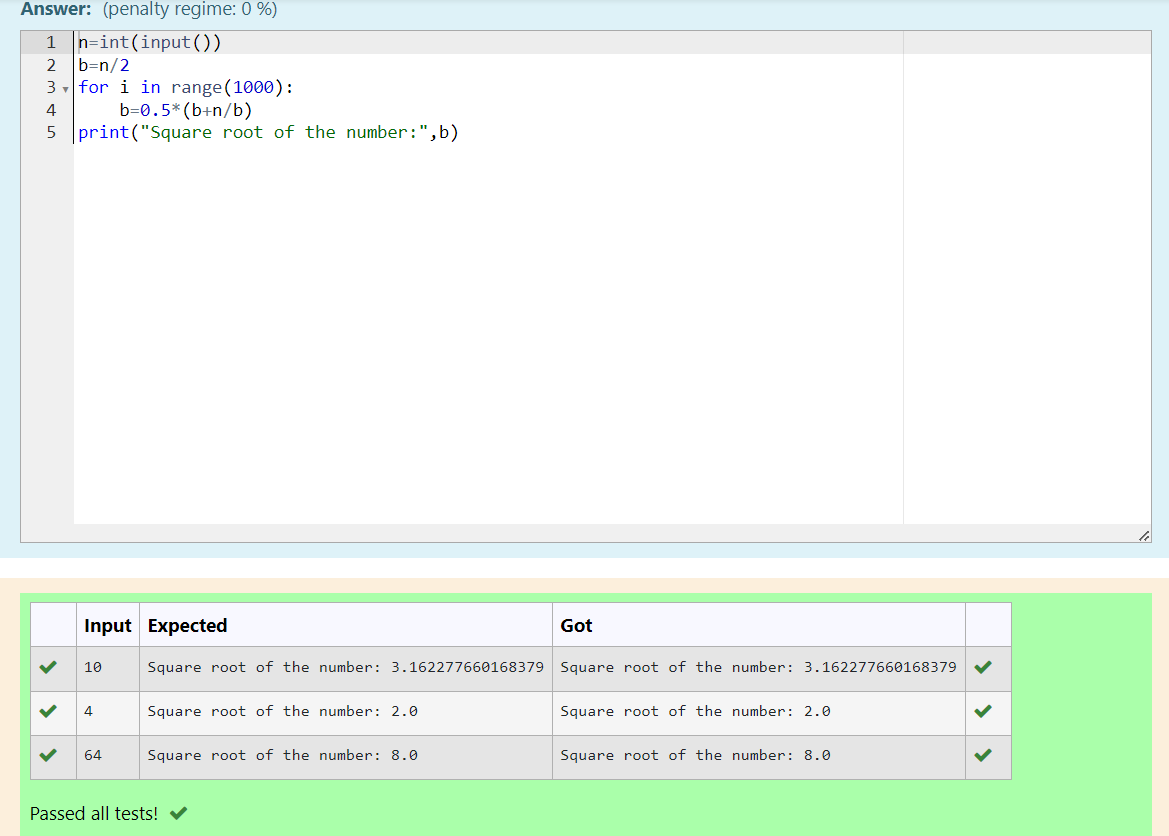 Answer: (penalty regime: 0 %)
1 n=int(input())
2 b=n/2
3 for i in range(1000):
4     b=0.5*(b+n/b)
5 print("Square root of the number:",b)
Input Expected Got
10 Square root of the number: 3.162277660168379 Square root of the number: 3.162277660168379
4 Square root of the number: 2.0 Square root of the number: 2.0
64 Square root of the number: 8.0 Square root of the number: 8.0
Passed all tests!